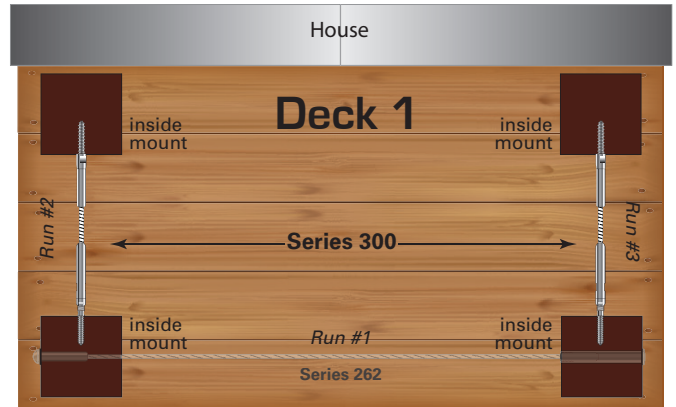 House
Deck 1
inside
mount
inside
mount
Run #2
Series 300
Run #3
inside
mount
Run #1
inside
mount
Series 262